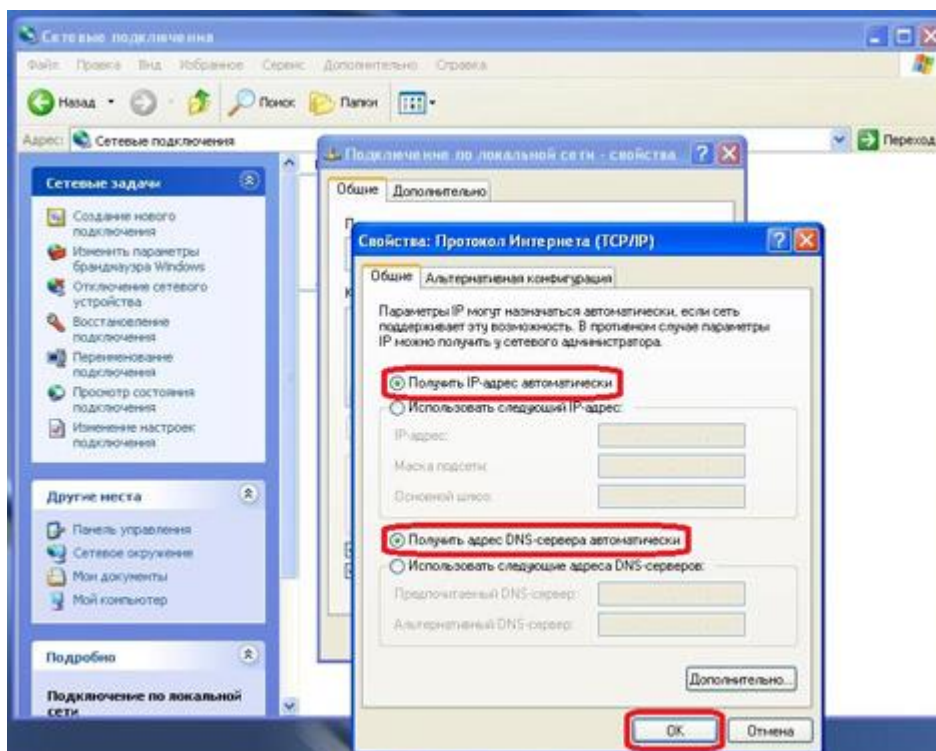 Сетевые подключения
Файл Правка Вид Избранное Сервис Дополнительно Справка
Назад Поиск Папки
Адрес: Сетевые подключения Переход
Подключение по локальной сети - свойства
Общие Дополнительно
Сетевые задачи
Создание нового
подключения
Изменить параметры
брандмауэра Windows
Отключение сетевого
устройства
Восстановление
подключения
Переименование
подключения
Просмотр состояния
подключения
Изменение настроек
подключения
Другие места
Панель управления
Сетевое окружение
Мои документы
Мой компьютер
Подробно
Подключение по локальной
сети
Свойства: Протокол Интернета (TCP/IP)
Общие Альтернативная конфигурация
Параметры IP могут назначаться автоматически, если сеть
поддерживает эту возможность. В противном случае параметры
IP можно получить у сетевого администратора.
Получить IP-адрес автоматически
Использовать следующий IP-адрес:
IP-адрес:
Маска подсети:
Основной шлюз:
Получить адрес DNS-сервера автоматически
Использовать следующие адреса DNS-серверов:
Предпочитаемый DNS-сервер:
Альтернативный DNS-сервер:
Дополнительно...
OK Отмена